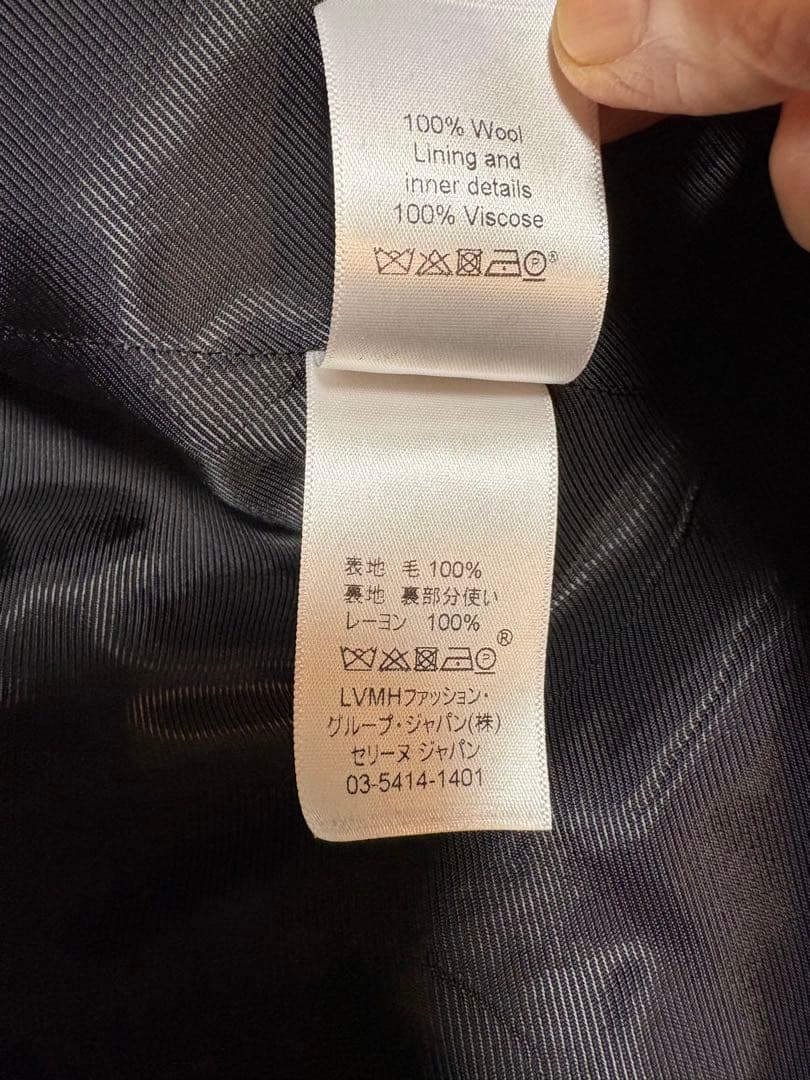 100% Wool
Lining and
inner details
100% Viscose
®
表地 毛 100%
裏地 裏部分使い
レーヨン 100%
®
LVMHファッション・
グループ・ジャパン(株)
セリーヌ ジャパン
03-5414-1401